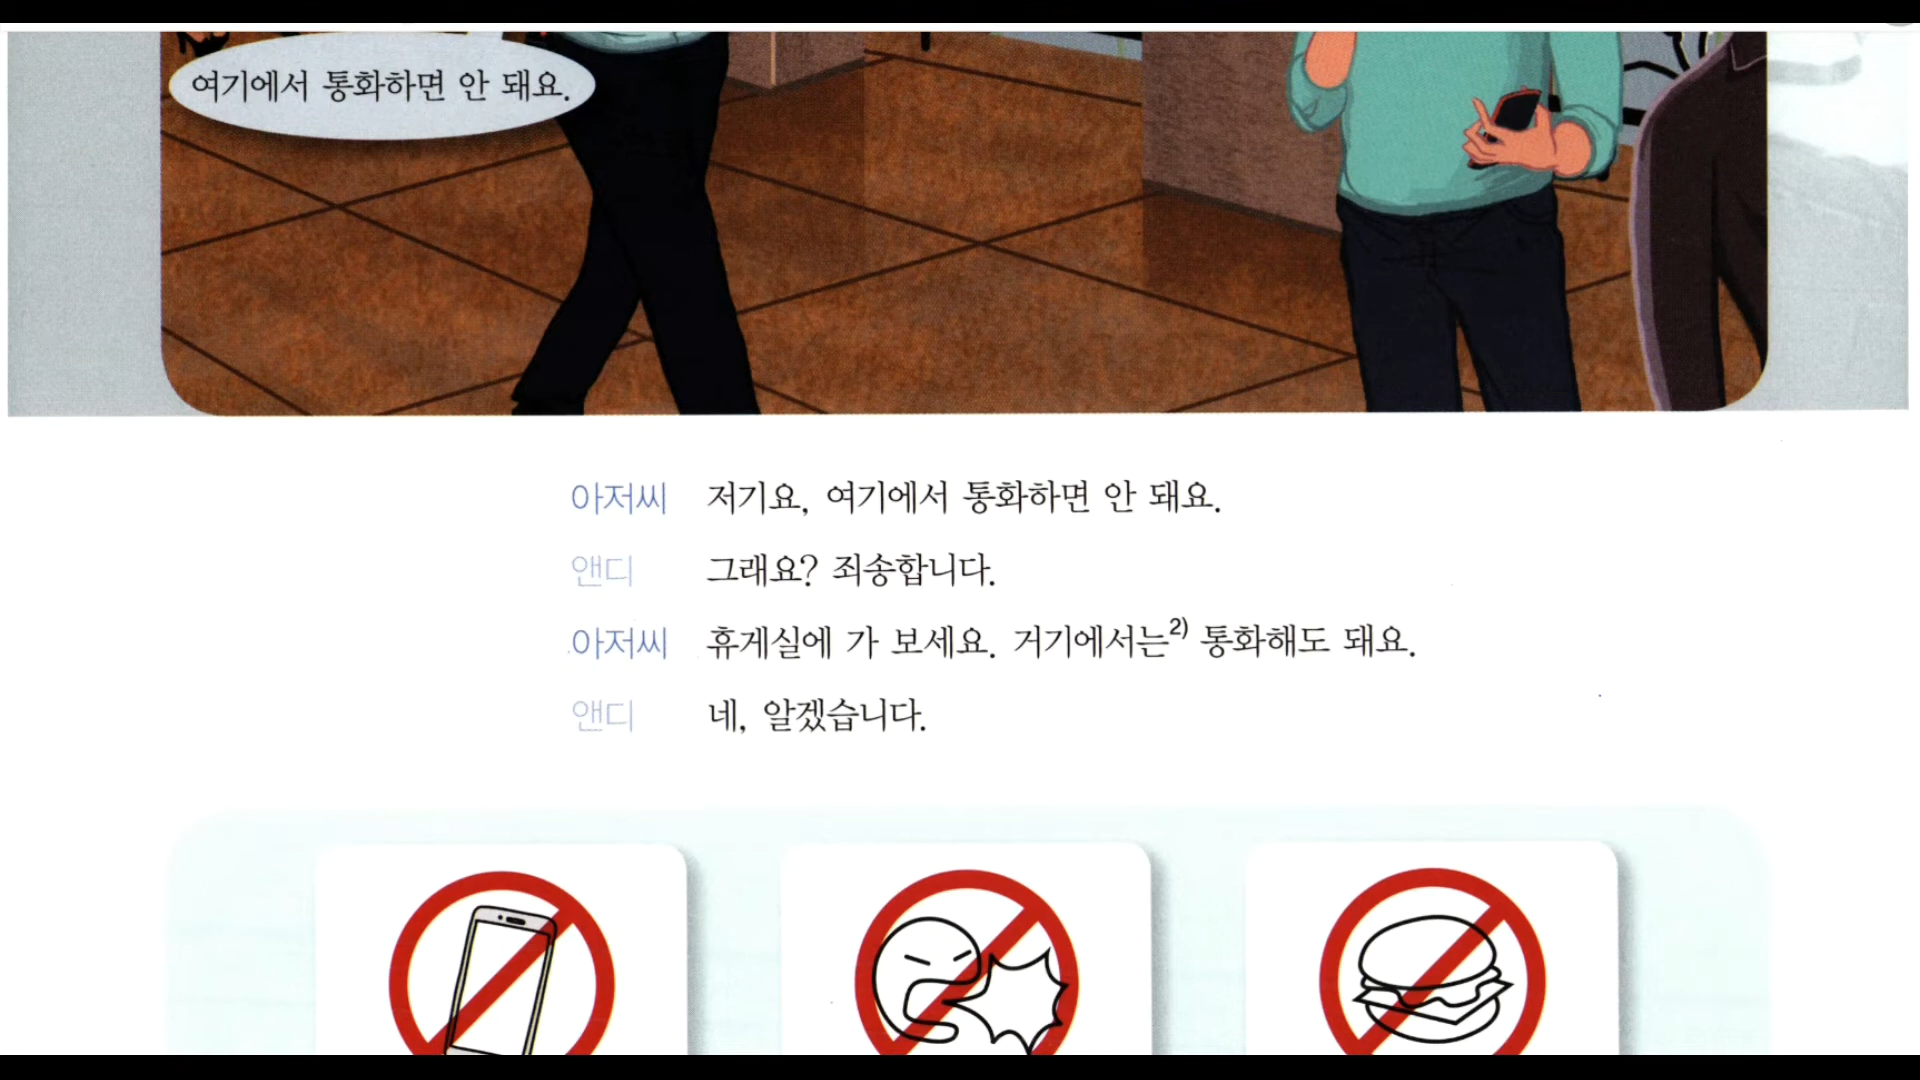 여기에서 통화하면 안 돼요.
아저씨 저기요, 여기에서 통화하면 안 돼요.
앤디 그래요? 죄송합니다.
아저씨 휴게실에 가 보세요. 거기에서는2) 통화해도 돼요.
앤디 네, 알겠습니다.